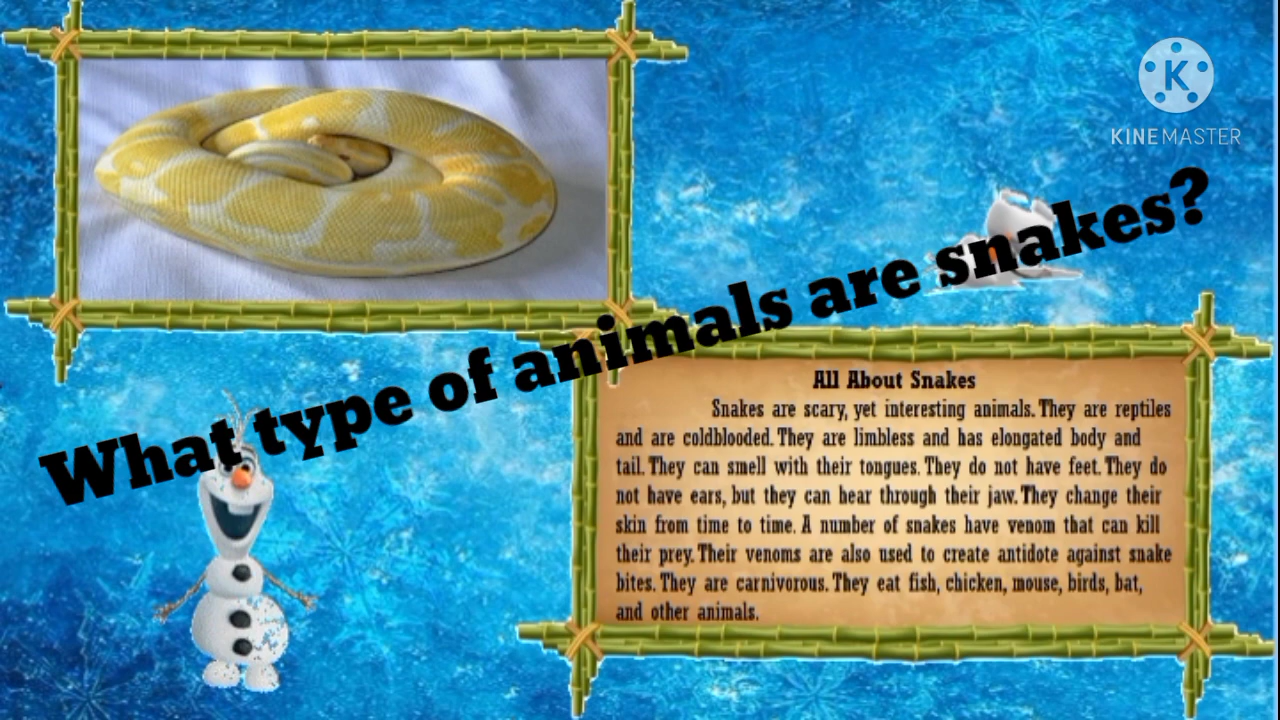 KINEMASTER
What type of animals are snakes?
All About Snakes
Snakes are scary, yet interesting animals. They are reptiles
and are coldblooded. They are limbless and has elongated body and
tail. They can smell with their tongues. They do not have feet. They do
not have ears, but they can hear through their jaw. They change their
skin from time to time. A number of snakes have venom that can kill
their prey. Their venoms are also used to create antidote against snake
bites. They are carnivorous. They eat fish, chicken, mouse, birds, bat,
and other animals.